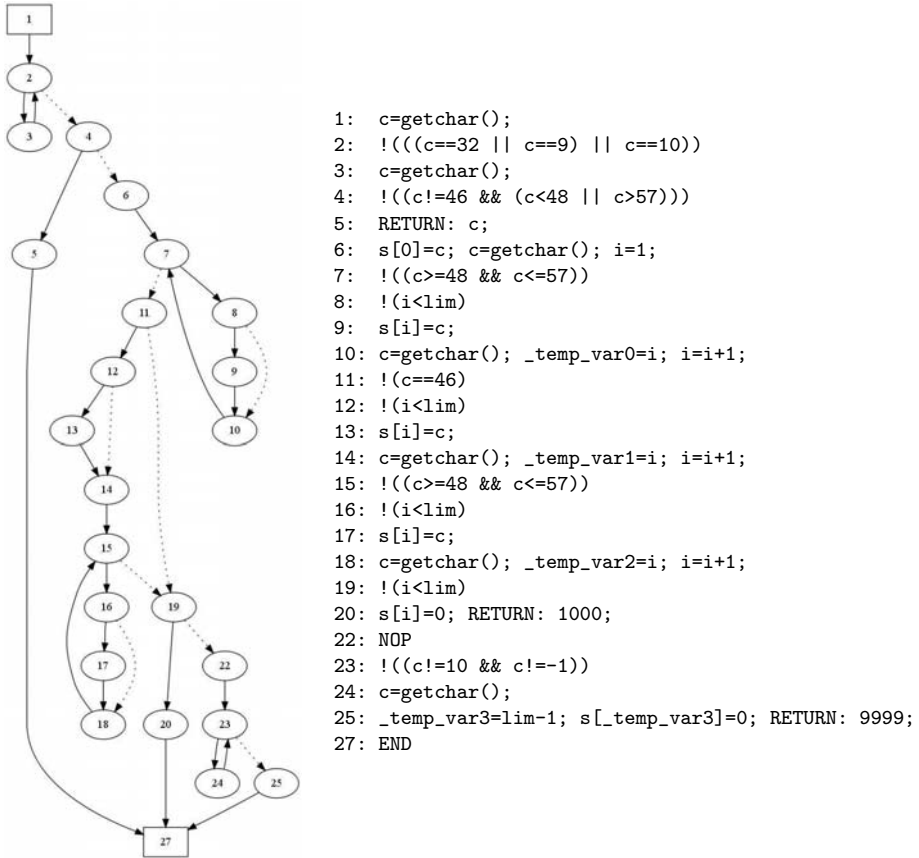 1
2
3
4
6
5
7
11
8
12
9
13
10
14
15
16
19
17
22
18
20
23
24
25
27
1: c=getchar();
2: !(((c==32 || c==9) || c==10))
3: c=getchar();
4: !((c!=46 && (c<48 || c>57)))
5: RETURN: c;
6: s[0]=c; c=getchar(); i=1;
7: !((c>=48 && c<=57))
8: !(i<lim)
9: s[i]=c;
10: c=getchar(); _temp_var0=i; i=i+1;
11: !(c==46)
12: !(i<lim)
13: s[i]=c;
14: c=getchar(); _temp_var1=i; i=i+1;
15: !((c>=48 && c<=57))
16: !(i<lim)
17: s[i]=c;
18: c=getchar(); _temp_var2=i; i=i+1;
19: !(i<lim)
20: s[i]=0; RETURN: 1000;
22: NOP
23: !((c!=10 && c!=-1))
24: c=getchar();
25: _temp_var3=lim-1; s[_temp_var3]=0; RETURN: 9999;
27: END